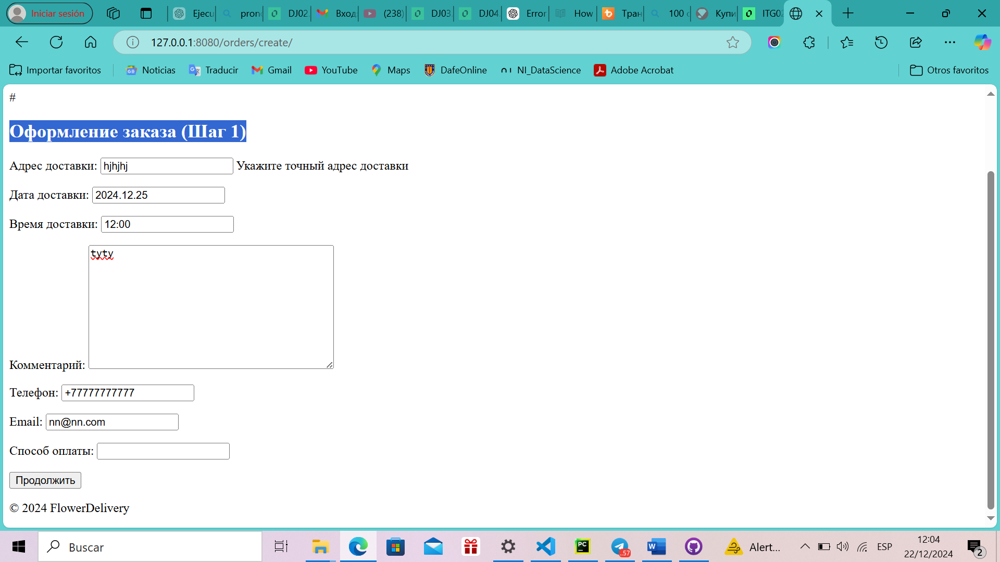 Iniciar sesión
Ejecu
prono
DJ02.
Вход
(238)
DJ03
DJ04.
Error
How
Тран
100 c
Купи
ITG02
127.0.0.1:8080/orders/create/
Importar favoritos
Noticias
Traducir
Gmail
YouTube
Maps
DafeOnline
NI_DataScience
Adobe Acrobat
Otros favoritos
#
Оформление заказа (Шаг 1)
Адрес доставки: hjhjhj Укажите точный адрес доставки
Дата доставки: 2024.12.25
Время доставки: 12:00
tyty
Комментарий:
Телефон: +77777777777
Email: nn@nn.com
Способ оплаты:
Продолжить
© 2024 FlowerDelivery
Buscar
PC
..57
W
Alert...
ESP
12:04
22/12/2024
2